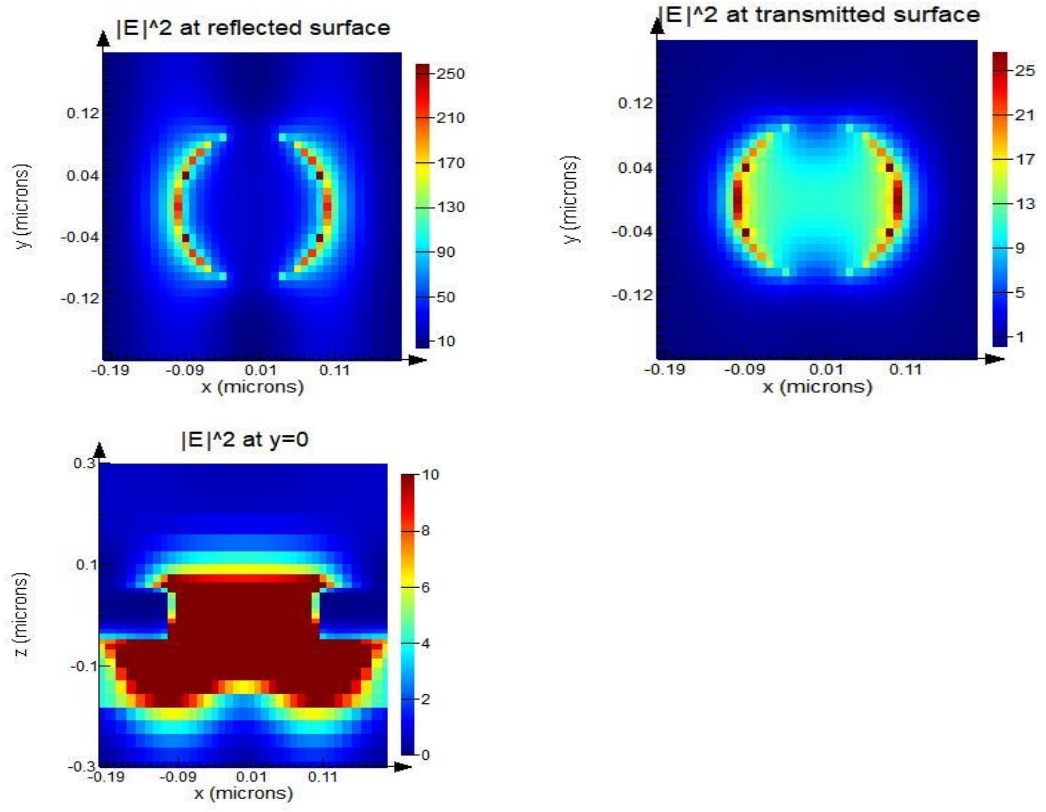 |E|^2 at reflected surface
250
210
170
130
90
50
10
0.12
0.04
-0.04
-0.12
y (microns)
-0.19 -0.09 0.01 0.11
x (microns)
|E|^2 at transmitted surface
25
21
17
13
9
5
1
0.12
0.04
-0.04
-0.12
y (microns)
-0.19 -0.09 0.01 0.11
x (microns)
|E|^2 at y=0
10
8
6
4
2
0
0.3
0.1
-0.1
-0.3
z (microns)
-0.19 -0.09 0.01 0.11
x (microns)